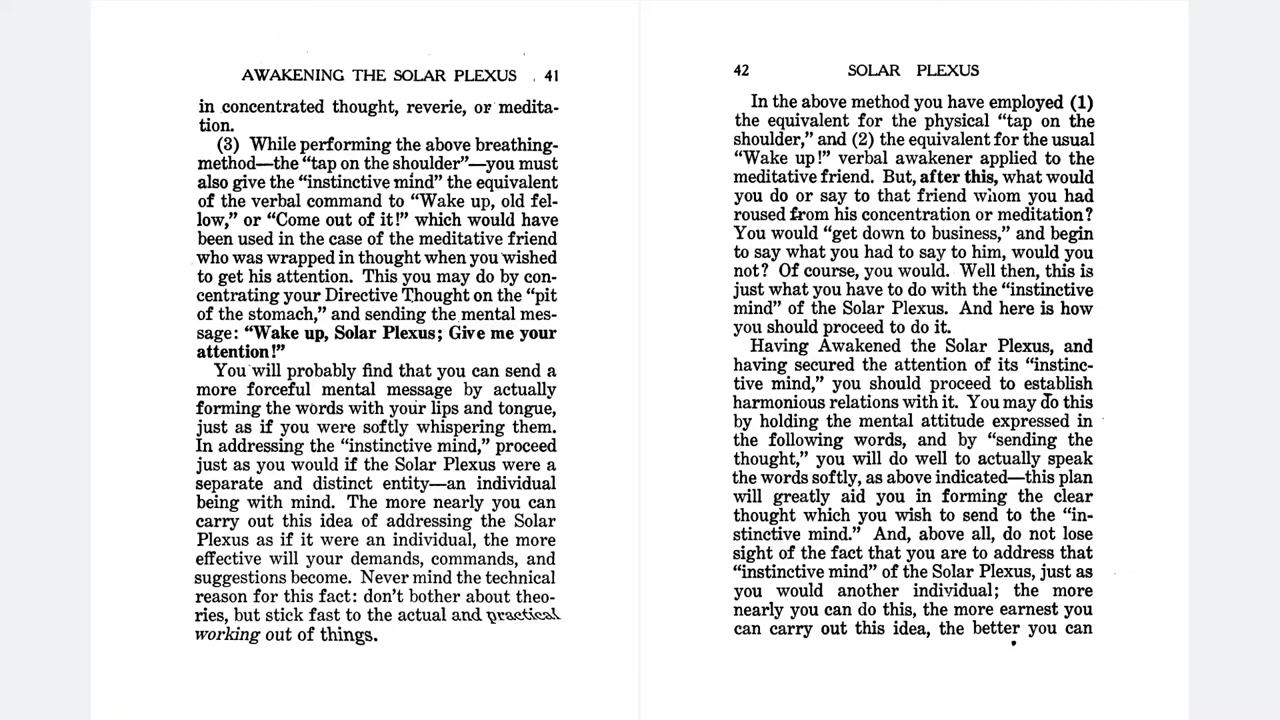 AWAKENING THE SOLAR PLEXUS 41
in concentrated thought, reverie, or medita-
tion.
(3) While performing the above breathing-
method—the “tap on the shoulder”—you must
also give the “instinctive mind” the equivalent
of the verbal command to “Wake up, old fel-
low,” or “Come out of it!” which would have
been used in the case of the meditative friend
who was wrapped in thought when you wished
to get his attention. This you may do by con-
centrating your Directive Thought on the “pit
of the stomach,” and sending the mental mes-
sage: “Wake up, Solar Plexus; Give me your
attention!”
You will probably find that you can send a
more forceful mental message by actually
forming the words with your lips and tongue,
just as if you were softly whispering them.
In addressing the “instinctive mind,” proceed
just as you would if the Solar Plexus were a
separate and distinct entity—an individual
being with mind. The more nearly you can
carry out this idea of addressing the Solar
Plexus as if it were an individual, the more
effective will your demands, commands, and
suggestions become. Never mind the technical
reason for this fact: don’t bother about theo-
ries, but stick fast to the actual and practical
working out of things.
42 SOLAR PLEXUS
In the above method you have employed (1)
the equivalent for the physical “tap on the
shoulder,” and (2) the equivalent for the usual
“Wake up!” verbal awakener applied to the
meditative friend. But, after this, what would
you do or say to that friend whom you had
roused from his concentration or meditation?
You would “get down to business,” and begin
to say what you had to say to him, would you
not? Of course, you would. Well then, this is
just what you have to do with the “instinctive
mind” of the Solar Plexus. And here is how
you should proceed to do it.
Having Awakened the Solar Plexus, and
having secured the attention of its “instinc-
tive mind,” you should proceed to establish
harmonious relations with it. You may do this
by holding the mental attitude expressed in
the following words, and by “sending the
thought,” you will do well to actually speak
the words softly, as above indicated—this plan
will greatly aid you in forming the clear
thought which you wish to send to the “in-
stinctive mind.” And, above all, do not lose
sight of the fact that you are to address that
“instinctive mind” of the Solar Plexus, just as
you would another individual; the more
nearly you can do this, the more earnest you
can carry out this idea, the better you can